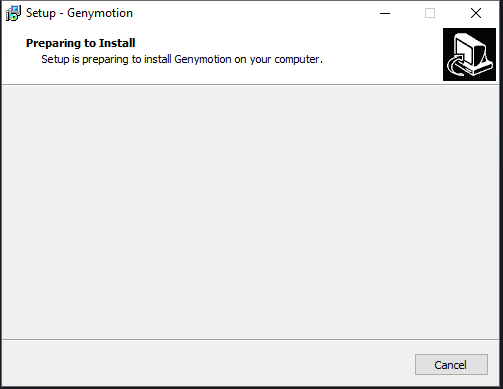 Setup - Genymotion
Preparing to Install
Setup is preparing to install Genymotion on your computer.
Cancel